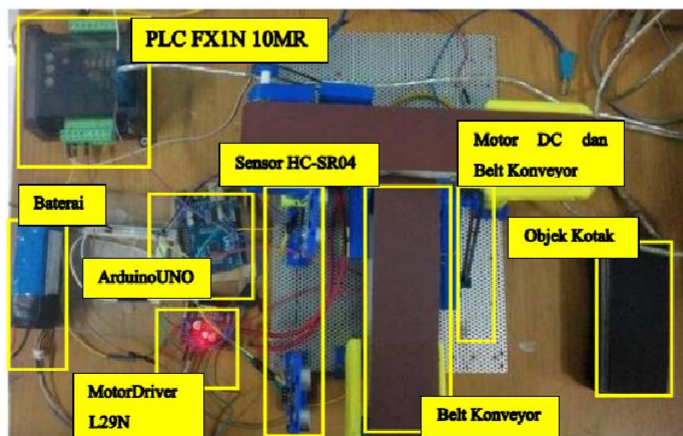 PLC FX1N 10MR
Sensor HC-SR04
Motor DC dan
Belt Konveyor
Baterai
Objek Kotak
ArduinoUNO
MotorDriver
L29N
Belt Konveyor